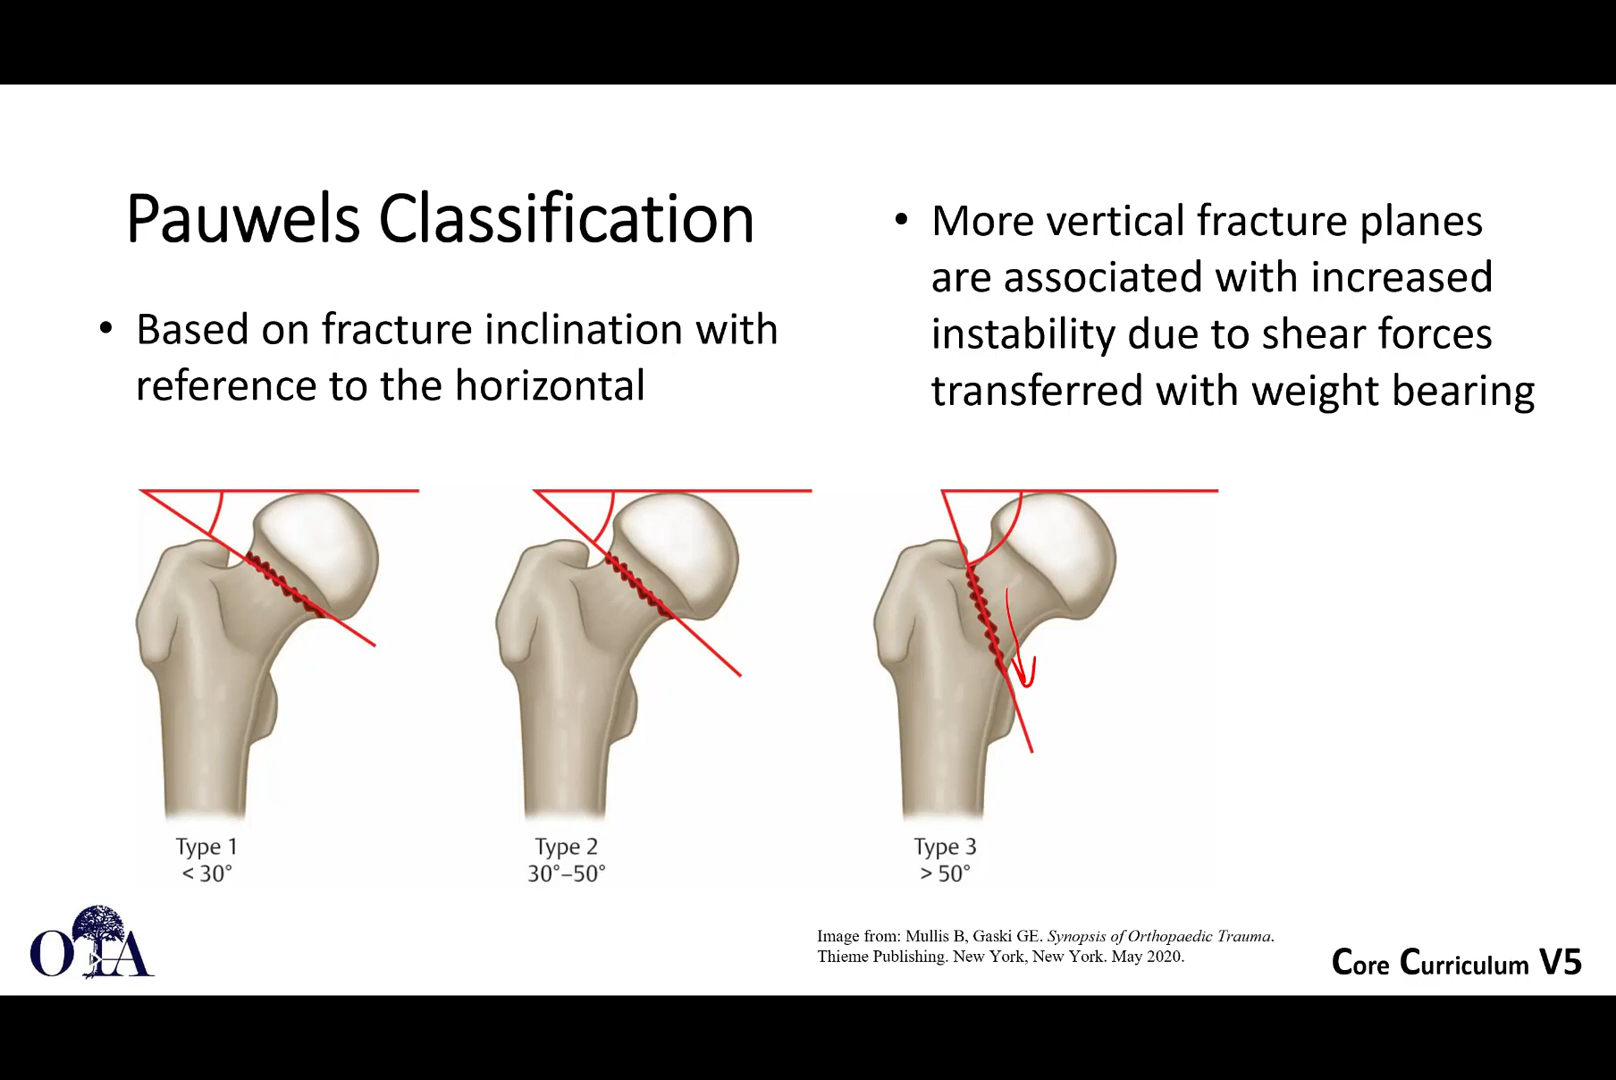 Pauwels Classification
• Based on fracture inclination with
reference to the horizontal
• More vertical fracture planes
are associated with increased
instability due to shear forces
transferred with weight bearing
Type 1
< 30°
Type 2
30°–50°
Type 3
> 50°
OTA
Image from: Mullis B, Gaski GE. Synopsis of Orthopaedic Trauma.
Thieme Publishing. New York, New York. May 2020.
Core Curriculum V5